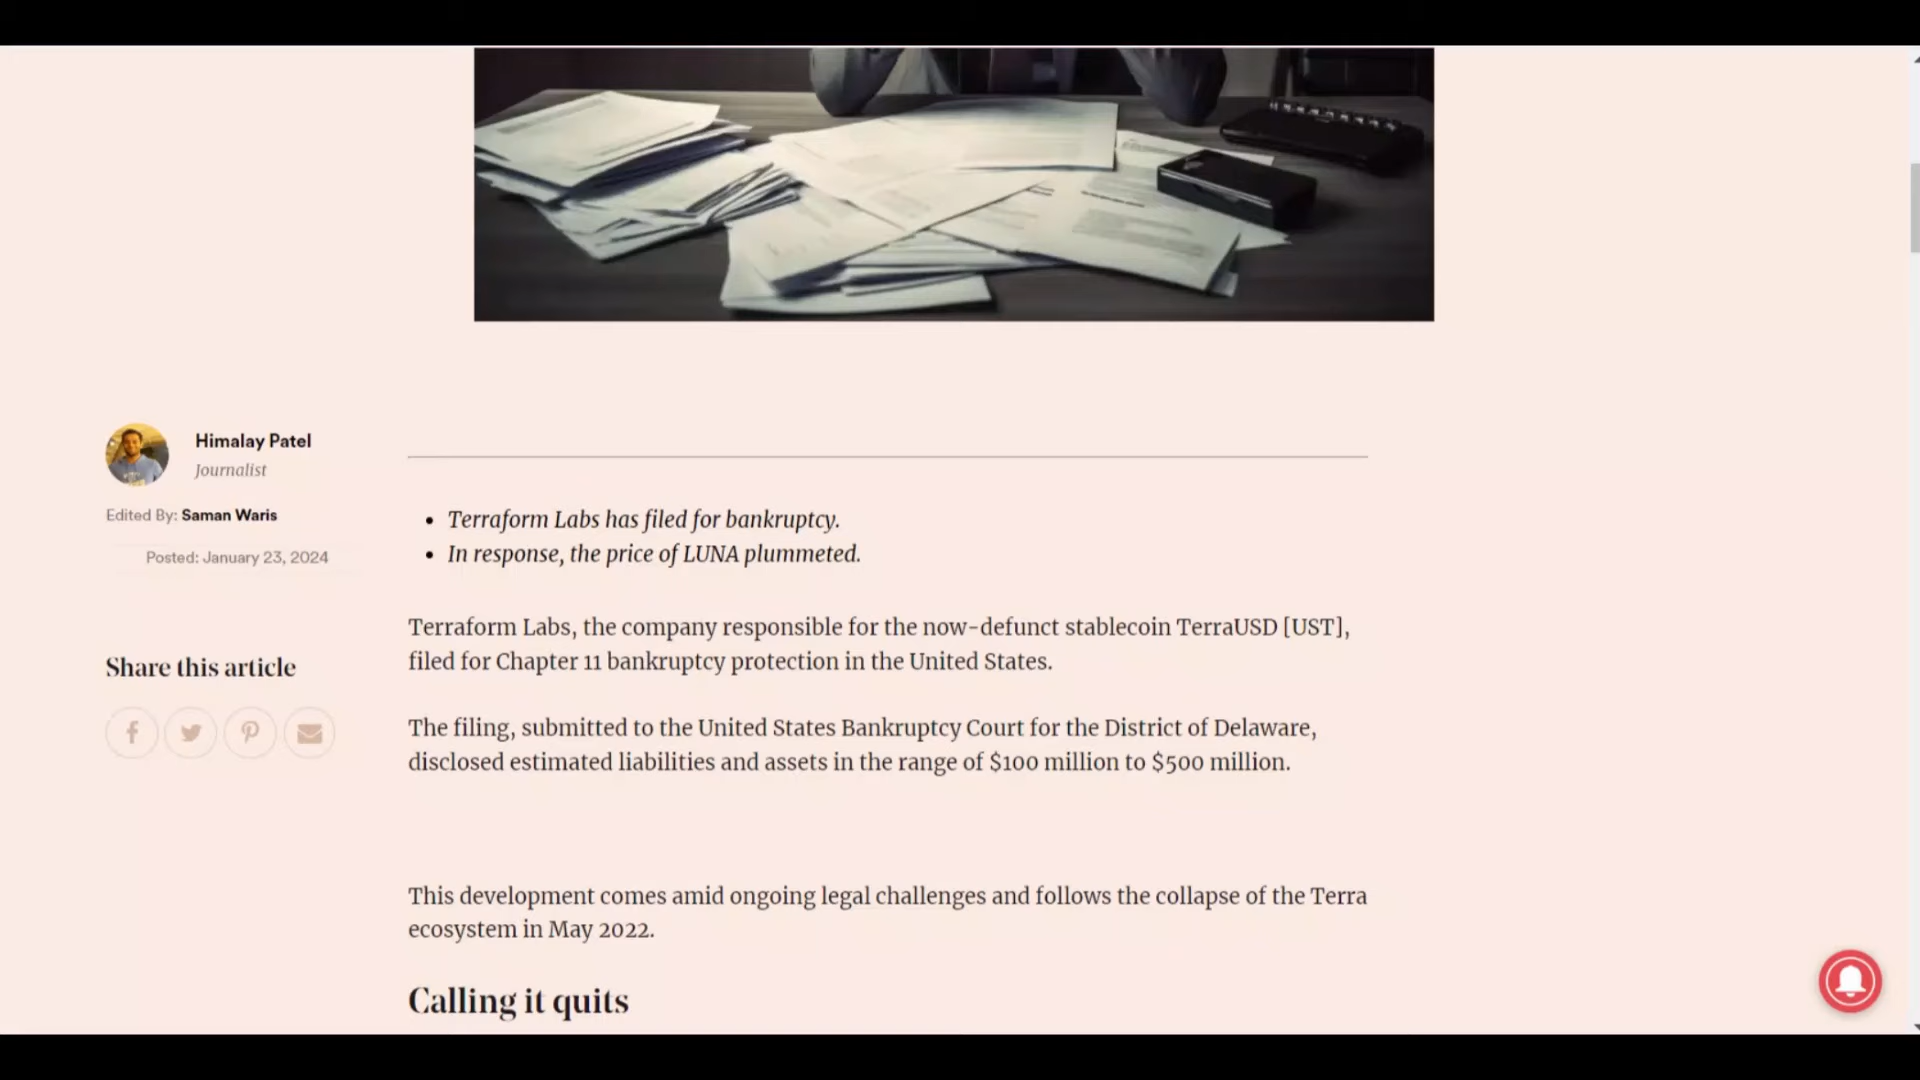 Himalay Patel
Journalist
Edited By: Saman Waris
Posted: January 23, 2024
Share this article
• Terraform Labs has filed for bankruptcy.
• In response, the price of LUNA plummeted.
Terraform Labs, the company responsible for the now-defunct stablecoin TerraUSD [UST],
filed for Chapter 11 bankruptcy protection in the United States.
The filing, submitted to the United States Bankruptcy Court for the District of Delaware,
disclosed estimated liabilities and assets in the range of $100 million to $500 million.
This development comes amid ongoing legal challenges and follows the collapse of the Terra
ecosystem in May 2022.
Calling it quits